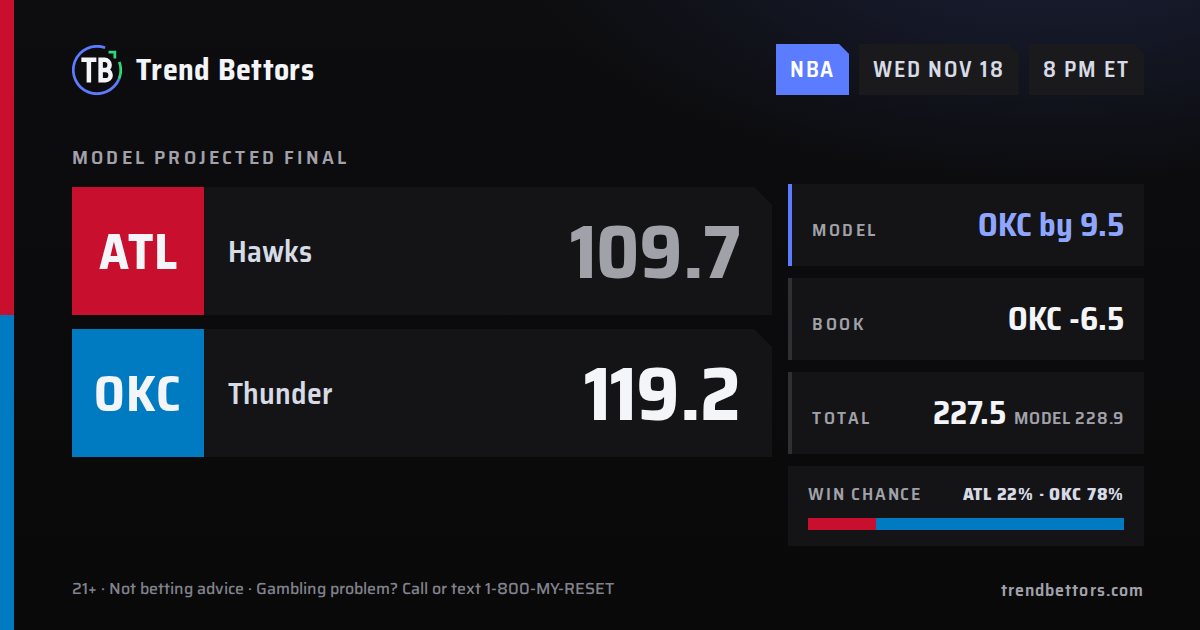 TB Trend Bettors
NBA
WED NOV 18
8 PM ET
MODEL PROJECTED FINAL
ATL Hawks 109.7
OKC Thunder 119.2
MODEL OKC by 9.5
BOOK OKC -6.5
TOTAL 227.5 MODEL 228.9
WIN CHANCE ATL 22% · OKC 78%
21+ · Not betting advice · Gambling problem? Call or text 1-800-MY-RESET
trendbettors.com